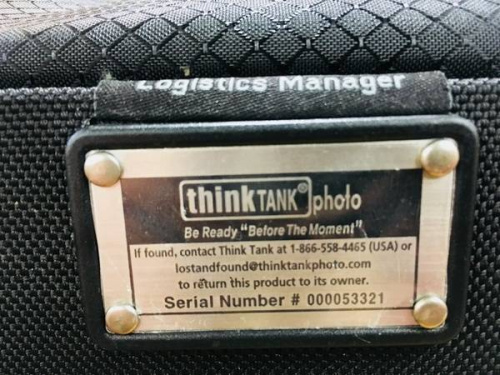 Logistics Manager
thinkTANK® photo
Be Ready "Before The Moment"
If found, contact Think Tank at 1-866-558-4465 (USA) or
lostandfound@thinktankphoto.com
to return this product to its owner.
Serial Number # 000053321